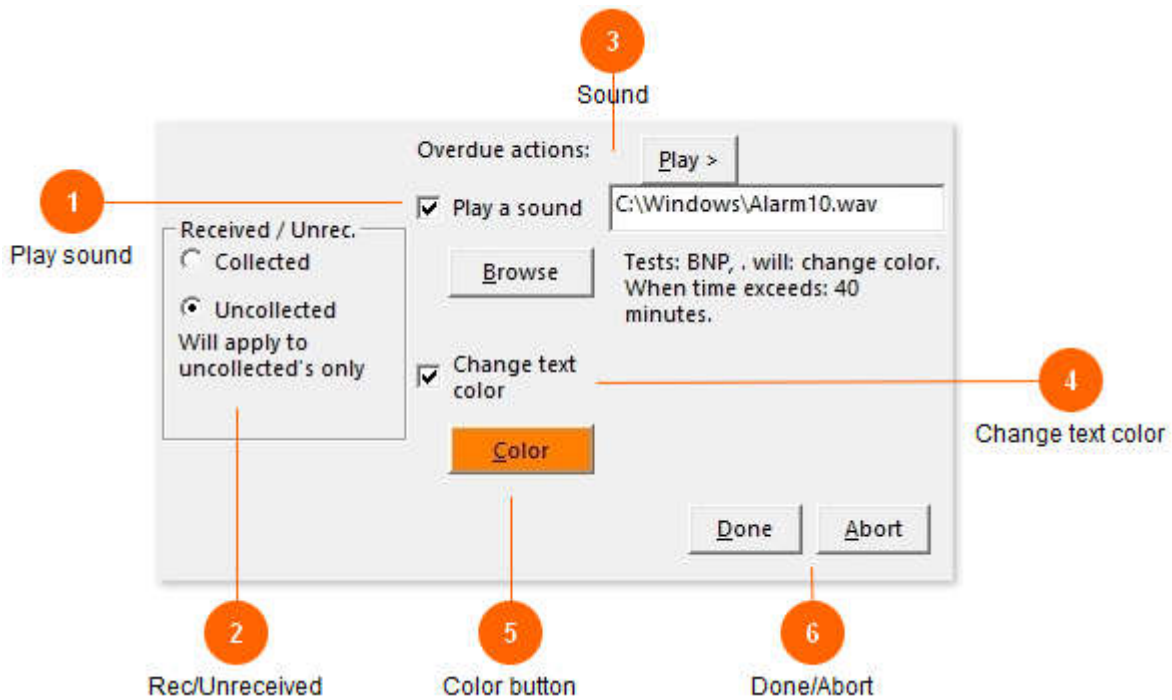 3
Sound
Overdue actions:
Play >
1
Play sound
Play a sound
C:\Windows\Alarm10.wav
Received / Unrec.
Collected
Uncollected
Will apply to
uncollected's only
Browse
Tests: BNP, . will: change color.
When time exceeds: 40
minutes.
Change text
color
4
Change text color
Color
Done
Abort
2
Rec/Unreceived
5
Color button
6
Done/Abort